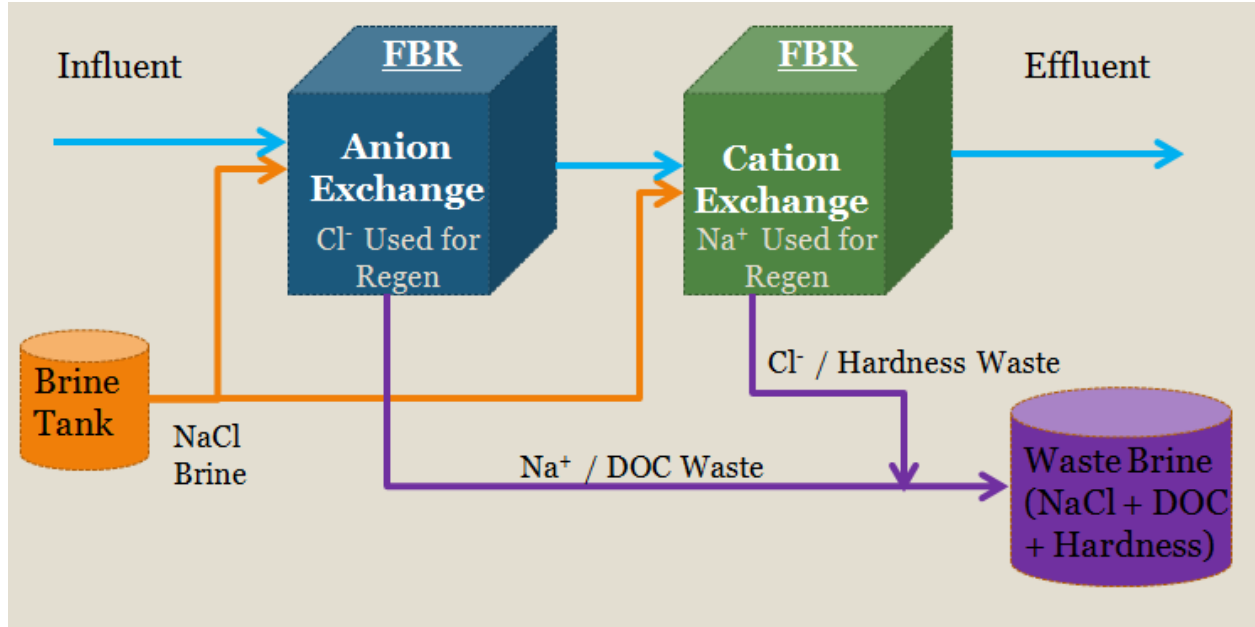 Influent
FBR
Anion
Exchange
Cl⁻ Used for
Regen
FBR
Cation
Exchange
Na⁺ Used for
Regen
Effluent
Brine
Tank
NaCl
Brine
Cl⁻ / Hardness Waste
Na⁺ / DOC Waste
Waste Brine
(NaCl + DOC
+ Hardness)